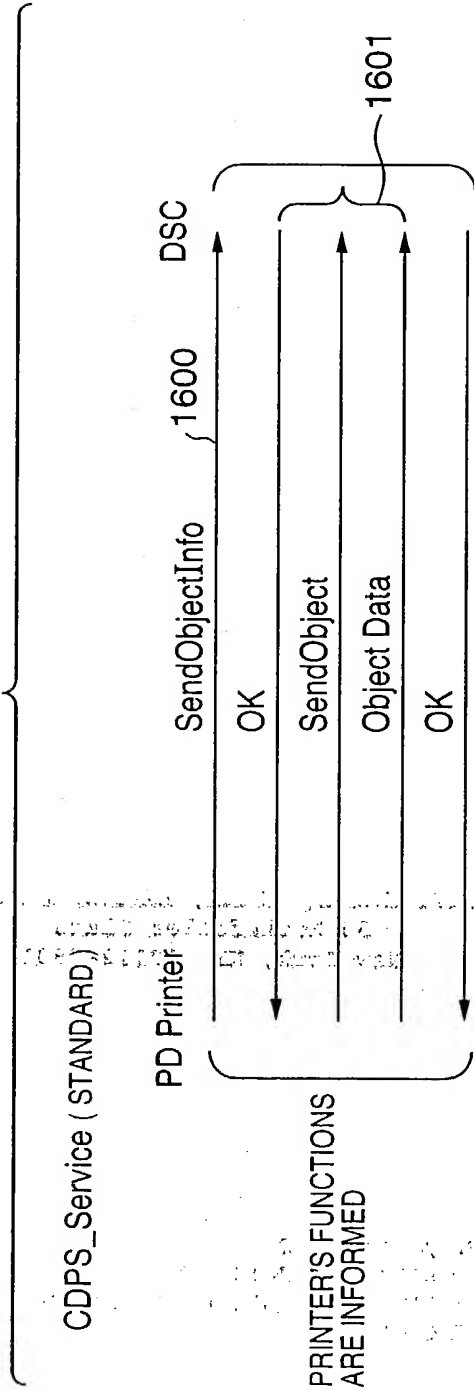 CDPS_Service ( STANDARD )
PD Printer
DSC
SendObjectInfo
1600
OK
SendObject
1601
Object Data
OK
PRINTER'S FUNCTIONS
ARE INFORMED